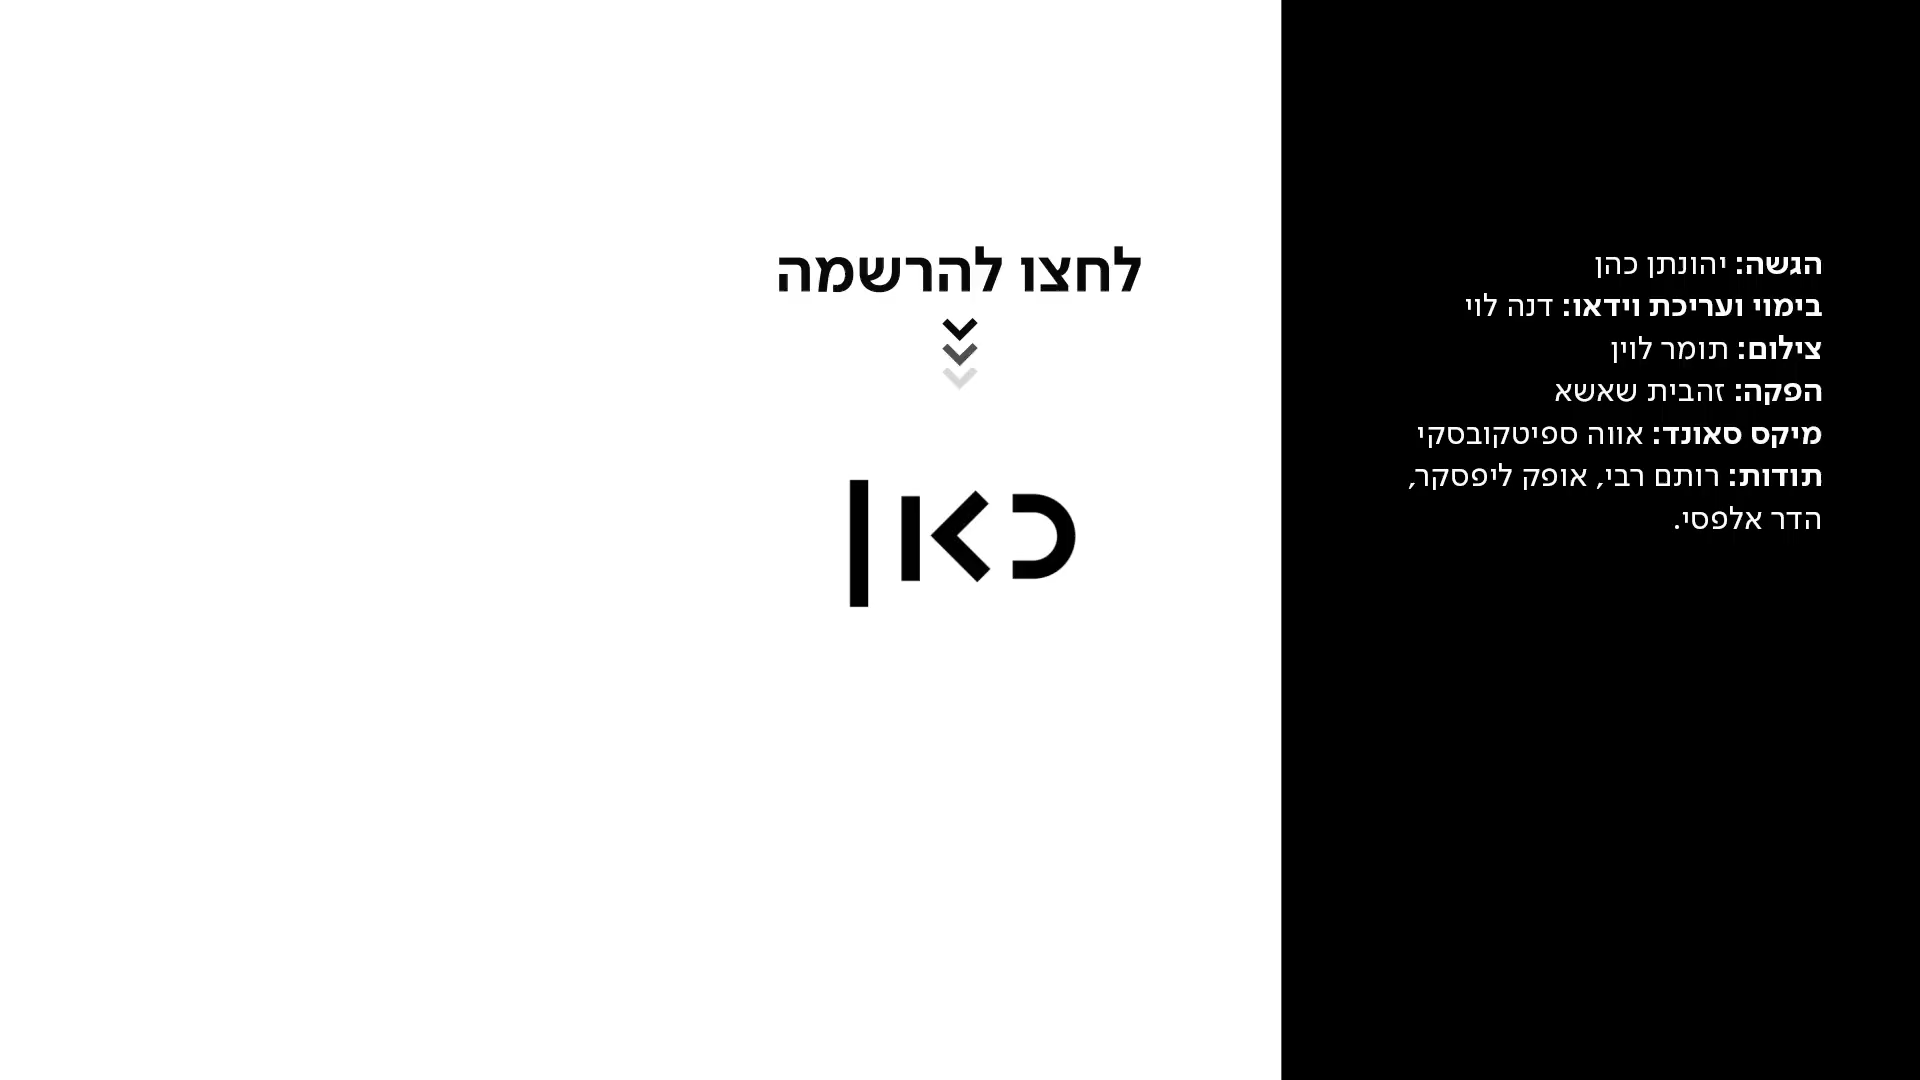 לחצו להרשמה
כאן
הגשה: יהונתן כהן
בימוי ועריכת וידאו: דנה לוי
צילום: תומר לוין
הפקה: זהבית שאשא
מיקס סאונד: אווה ספיטקובסקי
תודות: רותם רבי, אופק ליפסקר,
הדר אלפסי.